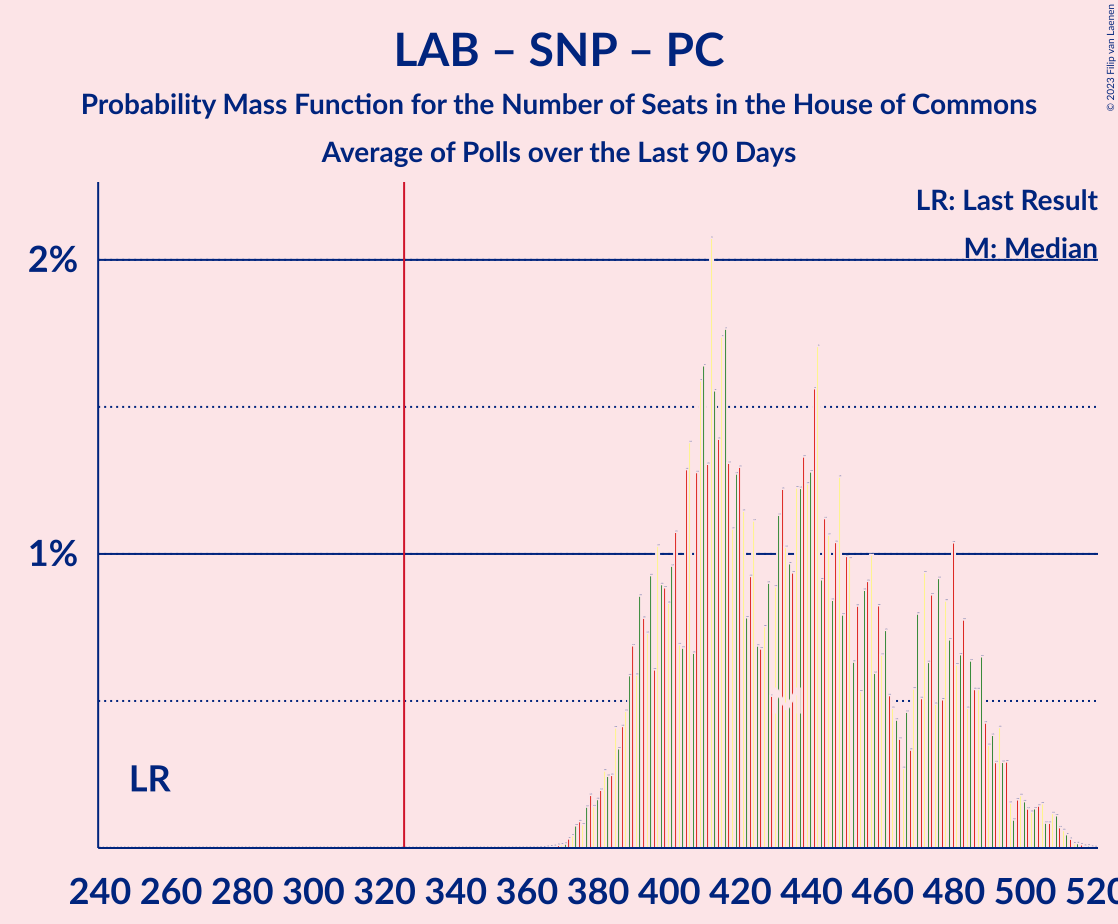 LAB – SNP – PC
Probability Mass Function for the Number of Seats in the House of Commons
Average of Polls over the Last 90 Days
© 2023 Filip van Laenen
LR: Last Result
M: Median
2%
1%
LR
240 260 280 300 320 340 360 380 400 420 440 460 480 500 520